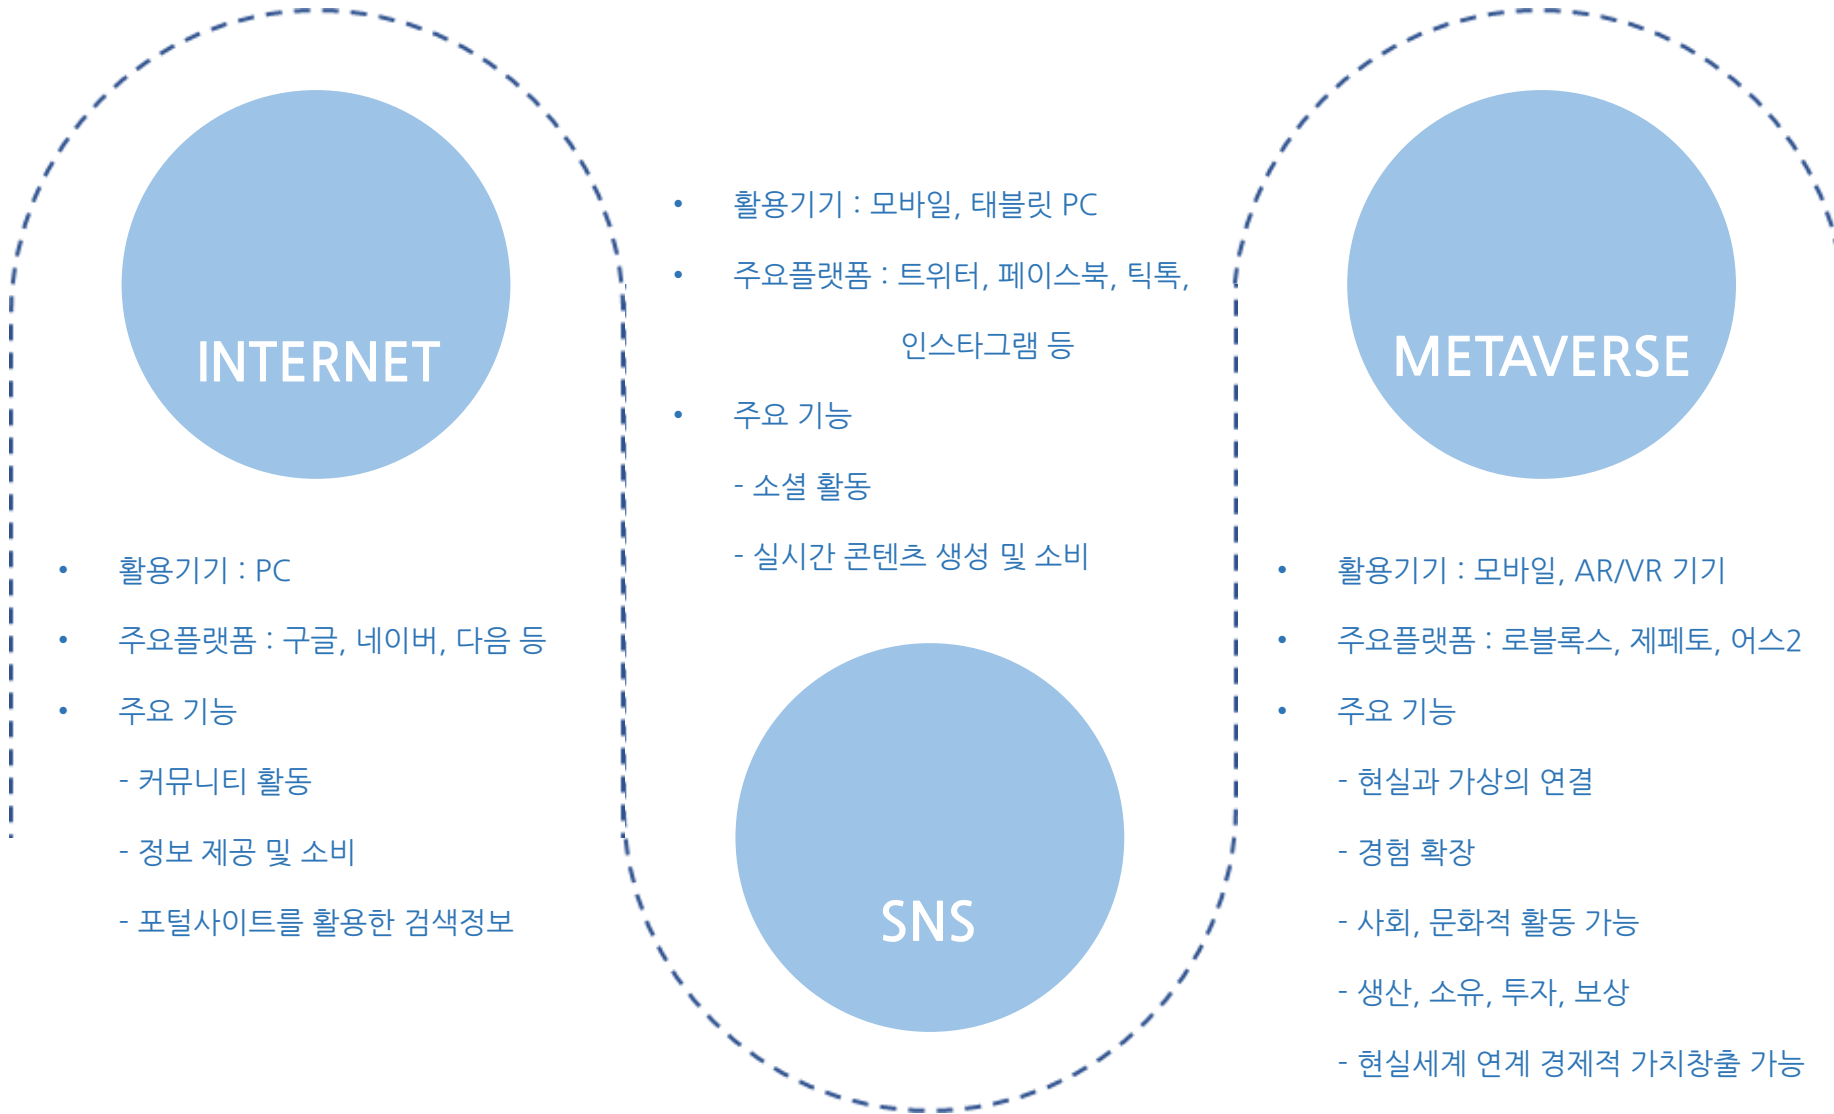 INTERNET
• 활용기기 : PC
• 주요플랫폼 : 구글, 네이버, 다음 등
• 주요 기능
- 커뮤니티 활동
- 정보 제공 및 소비
- 포털사이트를 활용한 검색정보
• 활용기기 : 모바일, 태블릿 PC
• 주요플랫폼 : 트위터, 페이스북, 틱톡,
인스타그램 등
• 주요 기능
- 소셜 활동
- 실시간 콘텐츠 생성 및 소비
SNS
METAVERSE
• 활용기기 : 모바일, AR/VR 기기
• 주요플랫폼 : 로블록스, 제페토, 어스2
• 주요 기능
- 현실과 가상의 연결
- 경험 확장
- 사회, 문화적 활동 가능
- 생산, 소유, 투자, 보상
- 현실세계 연계 경제적 가치창출 가능